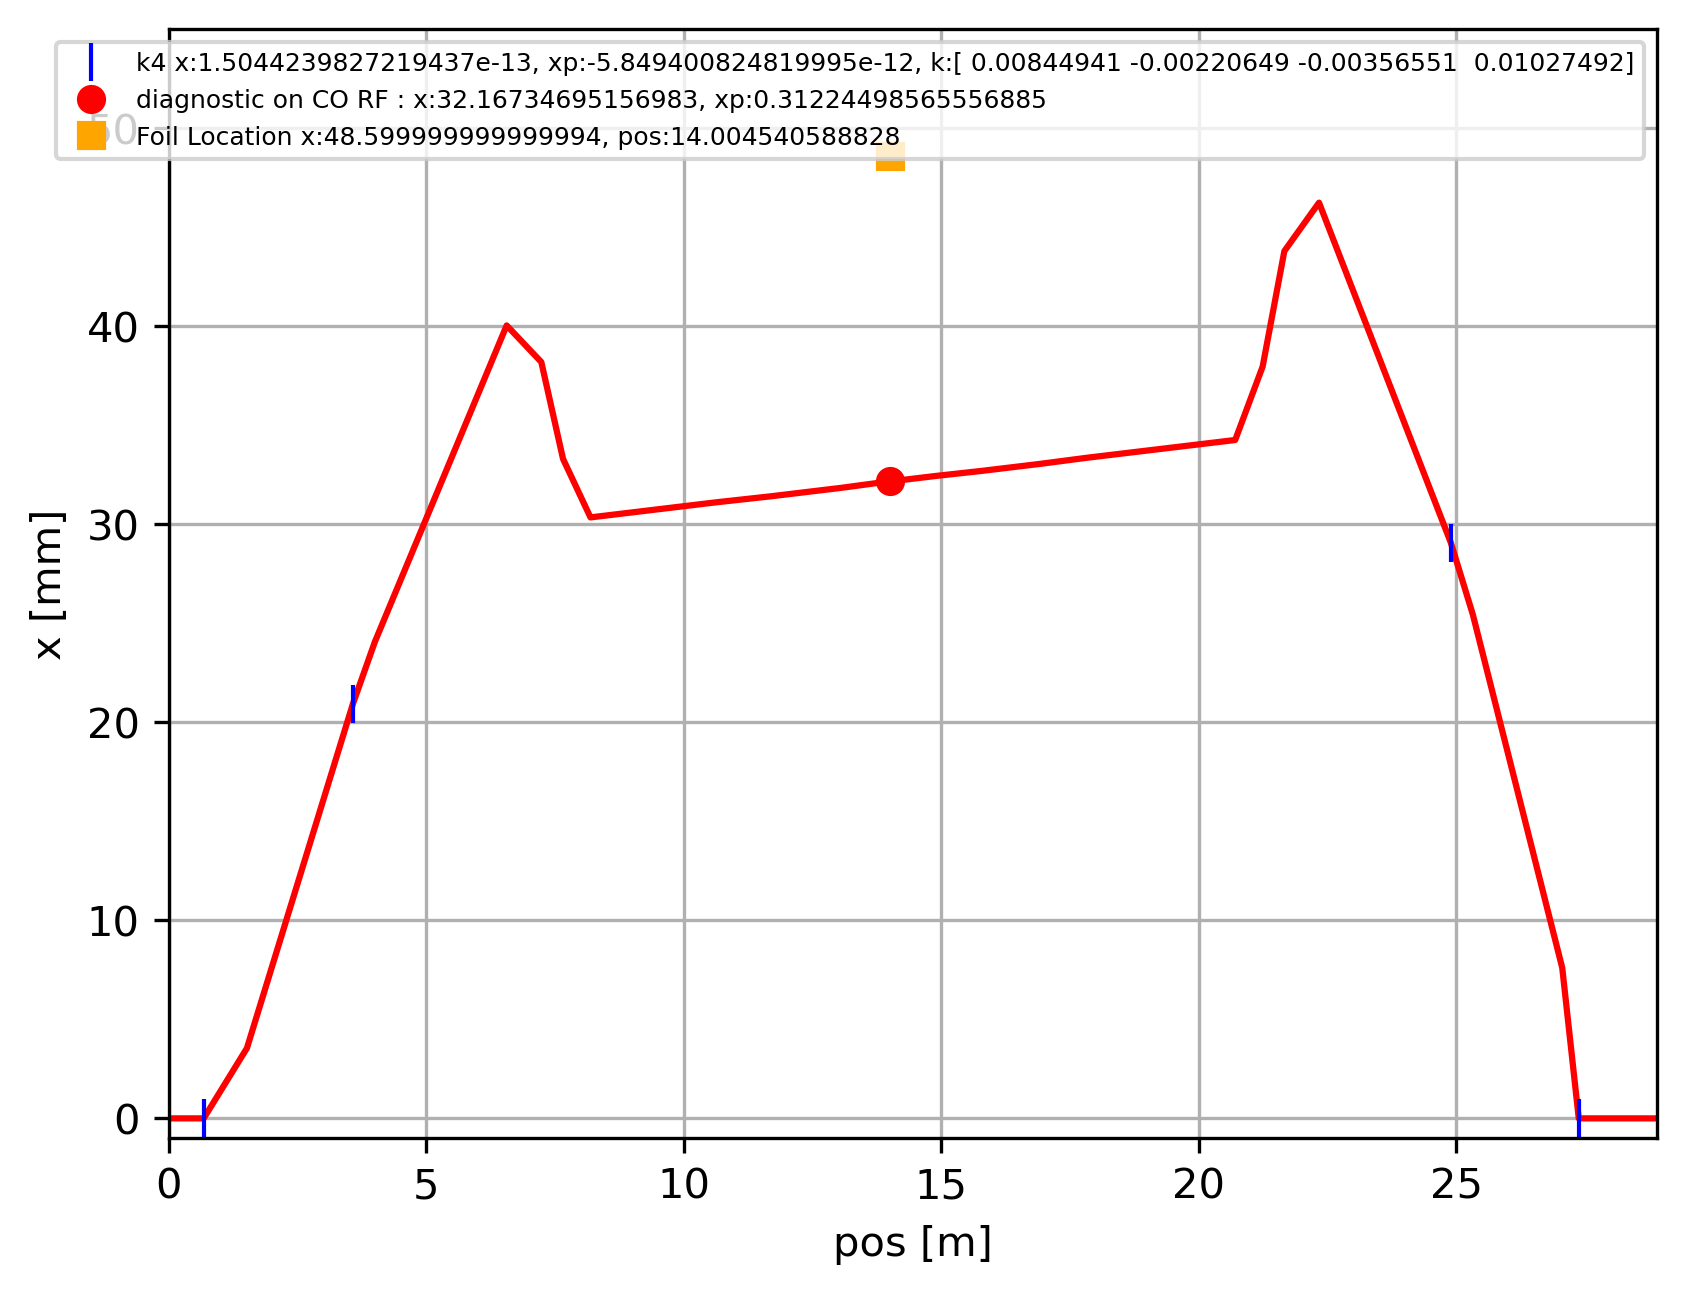 k4 x:1.5044239827219437e-13, xp:-5.849400824819995e-12, k:[ 0.00844941 -0.00220649 -0.00356551  0.01027492]
diagnostic on CO RF : x:32.16734695156983, xp:0.31224498565556885
50
Foil Location x:48.599999999999994, pos:14.004540588828
40
30
x [mm]
20
10
0
0 5 10 15 20 25
pos [m]